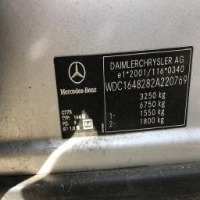 DAIMLERCHRYSLER AG
e1*2001/116*0340
WDC1648282A220769
3250 kg
6750 kg
1- 1550 kg
2- 1800 kg
Mercedes-Benz